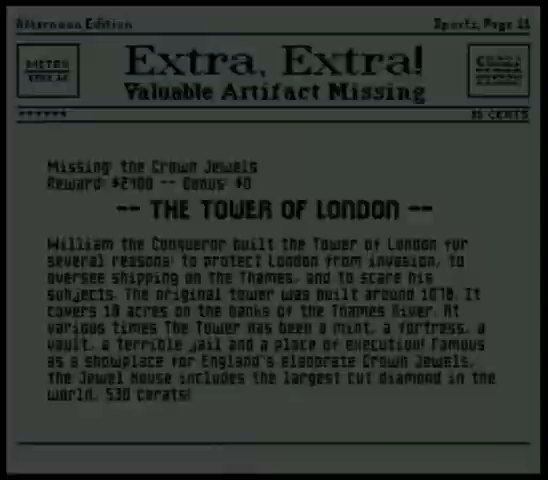 Afternoon Edition
Sports, Page 11
METRO
Extra, Extra!
Valuable Artifact Missing
35 CENTS
Missing: the Crown Jewels
Reward: $2400 -- Bonus: $0
-- THE TOWER OF LONDON --
William the Conqueror built the Tower of London for
several reasons: to protect London from invasion, to
oversee shipping on the Thames, and to scare his
subjects. The original tower was built around 1078. It
covers 18 acres on the banks of the Thames River. At
various times The Tower has been a mint, a fortress, a
vault, a terrible jail and a place of execution! Famous
as a showplace for England's elaborate Crown Jewels,
the Jewel House includes the largest cut diamond in the
world, 530 carats!